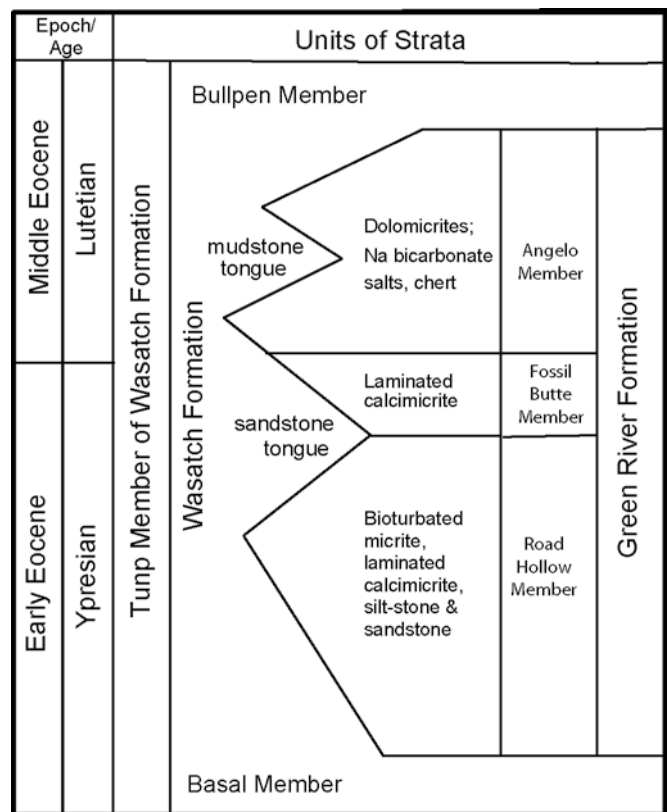 Epoch/
Age
Units of Strata
Middle Eocene
Lutetian
Early Eocene
Ypresian
Tunp Member of Wasatch Formation
Wasatch Formation
Bullpen Member
mudstone
tongue
sandstone
tongue
Basal Member
Dolomicrites;
Na bicarbonate
salts, chert
Laminated
calcimicrite
Bioturbated
micrite,
laminated
calcimicrite,
silt-stone &
sandstone
Angelo
Member
Fossil
Butte
Member
Road
Hollow
Member
Green River Formation